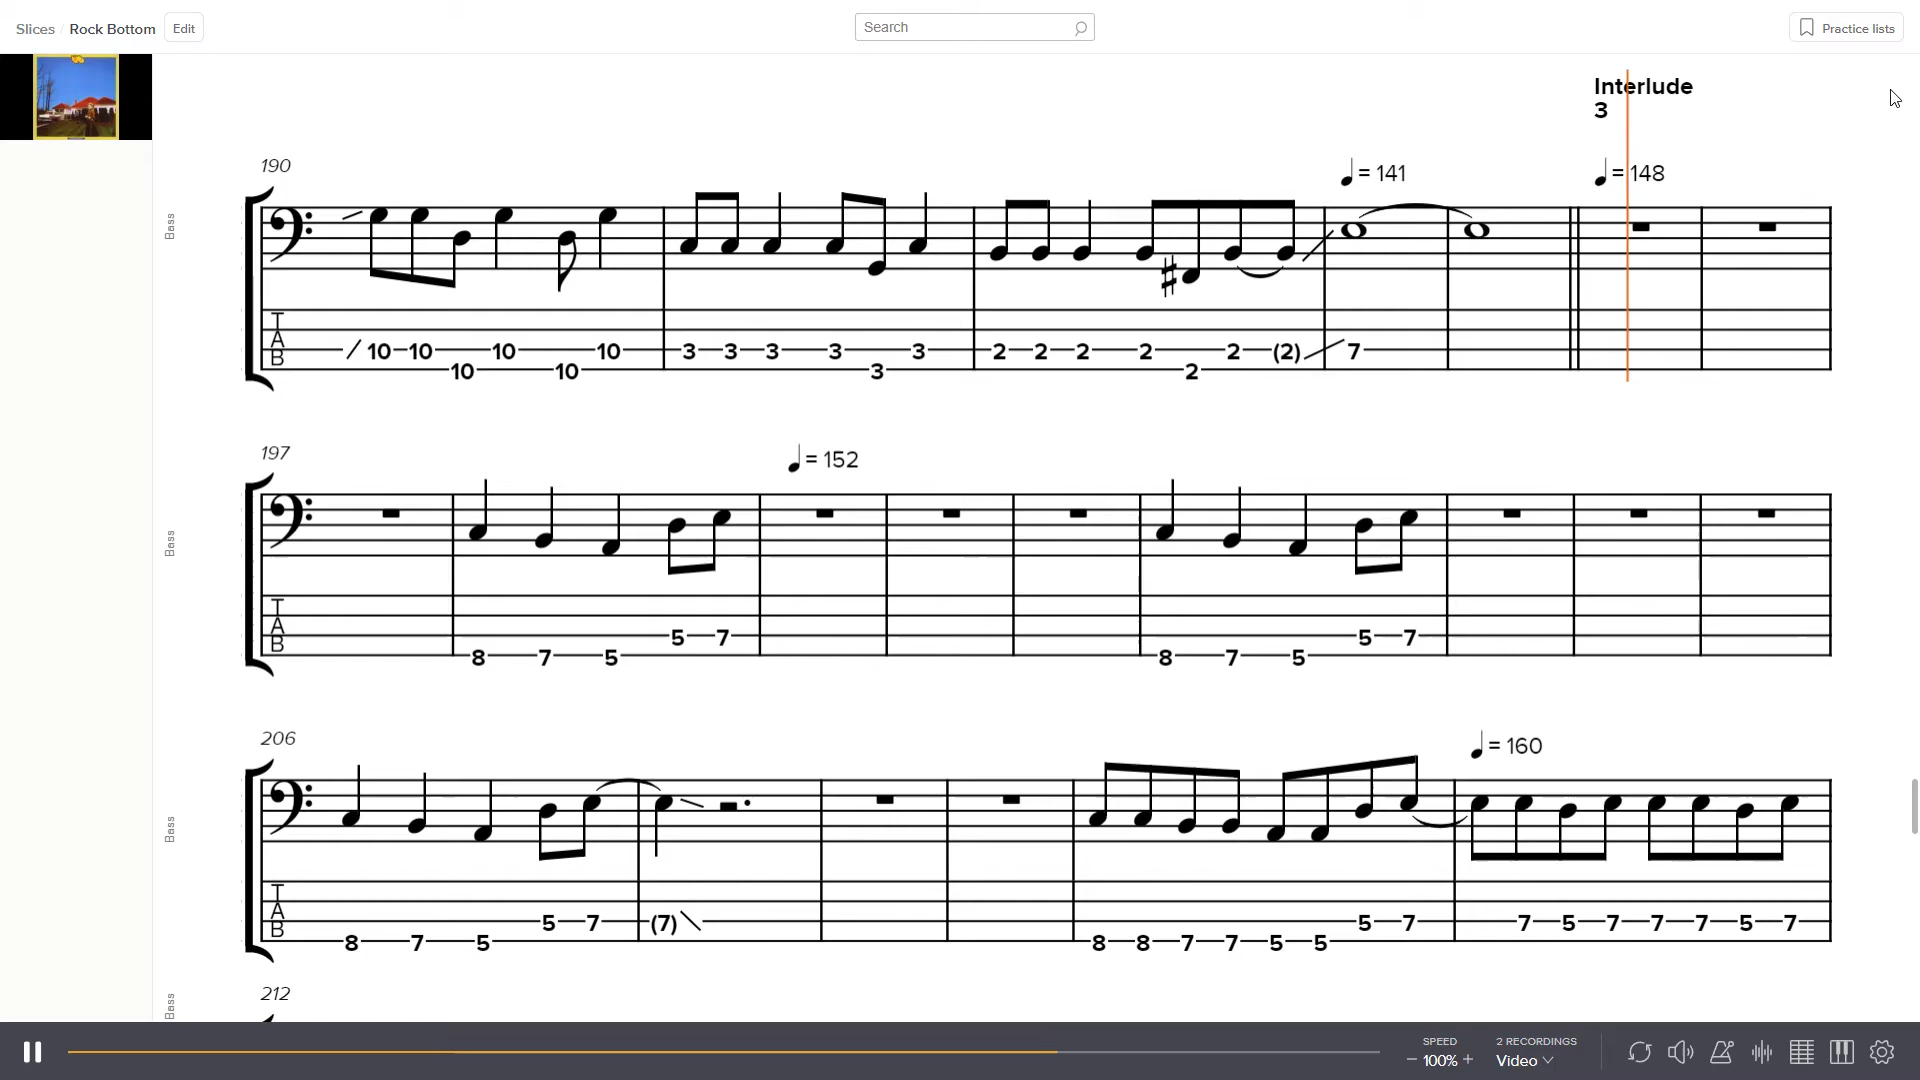 Slices / Rock Bottom Edit
Search
Practice lists
Interlude
3
190
= 141
= 148
Bass
T
A
B
10 10 10 10 10 10
3 3 3 3 3 3
2 2 2 2 2 2 (2) 7
197
= 152
Bass
T
A
B
8 7 5 5 7
8 7 5 5 7
206
= 160
Bass
T
A
B
8 7 5 5 7 (7)
8 8 7 7 5 5 5 7
7 5 7 7 7 5 7
212
Bass
SPEED
− 100% +
2 RECORDINGS
Video